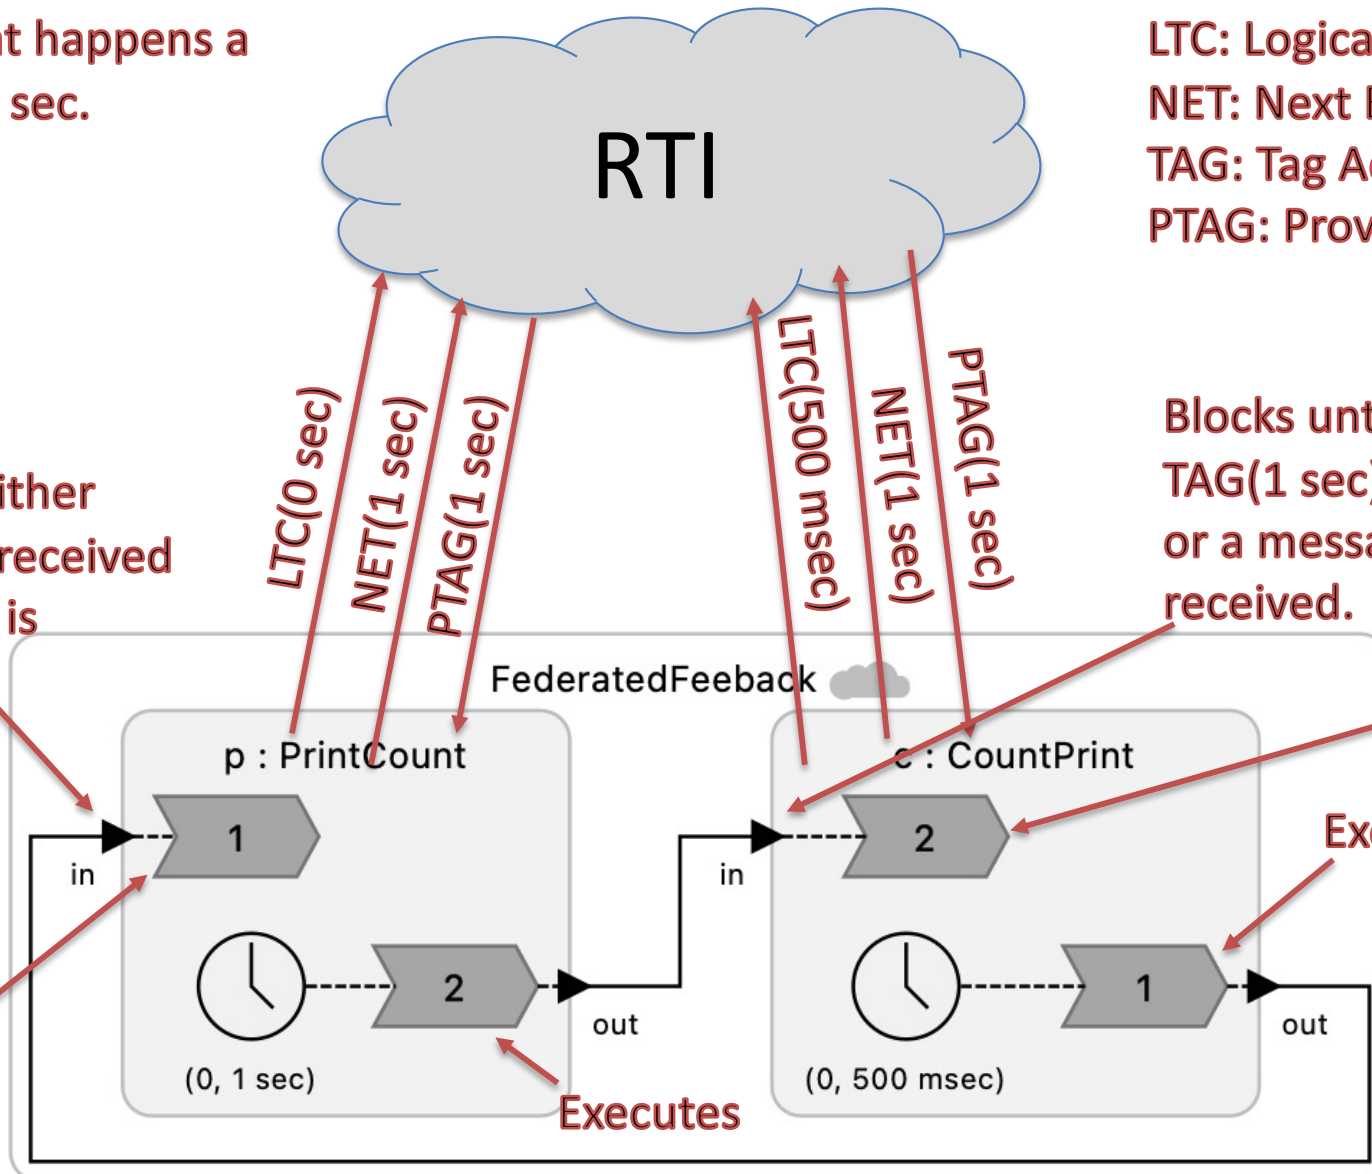 t happens a
sec.
RTI
LTC: Logica
NET: Next
TAG: Tag A
PTAG: Prov
LTC(0 sec)
NET(1 sec)
PTAG(1 sec)
LTC(500 msec)
NET(1 sec)
PTAG(1 sec)
ither
received
is
Blocks unt
TAG(1 sec)
or a messa
received.
FederatedFeeback
p : PrintCount
1
in
2
out
(0, 1 sec)
Executes
c : CountPrint
2
in
1
out
(0, 500 msec)
Exe